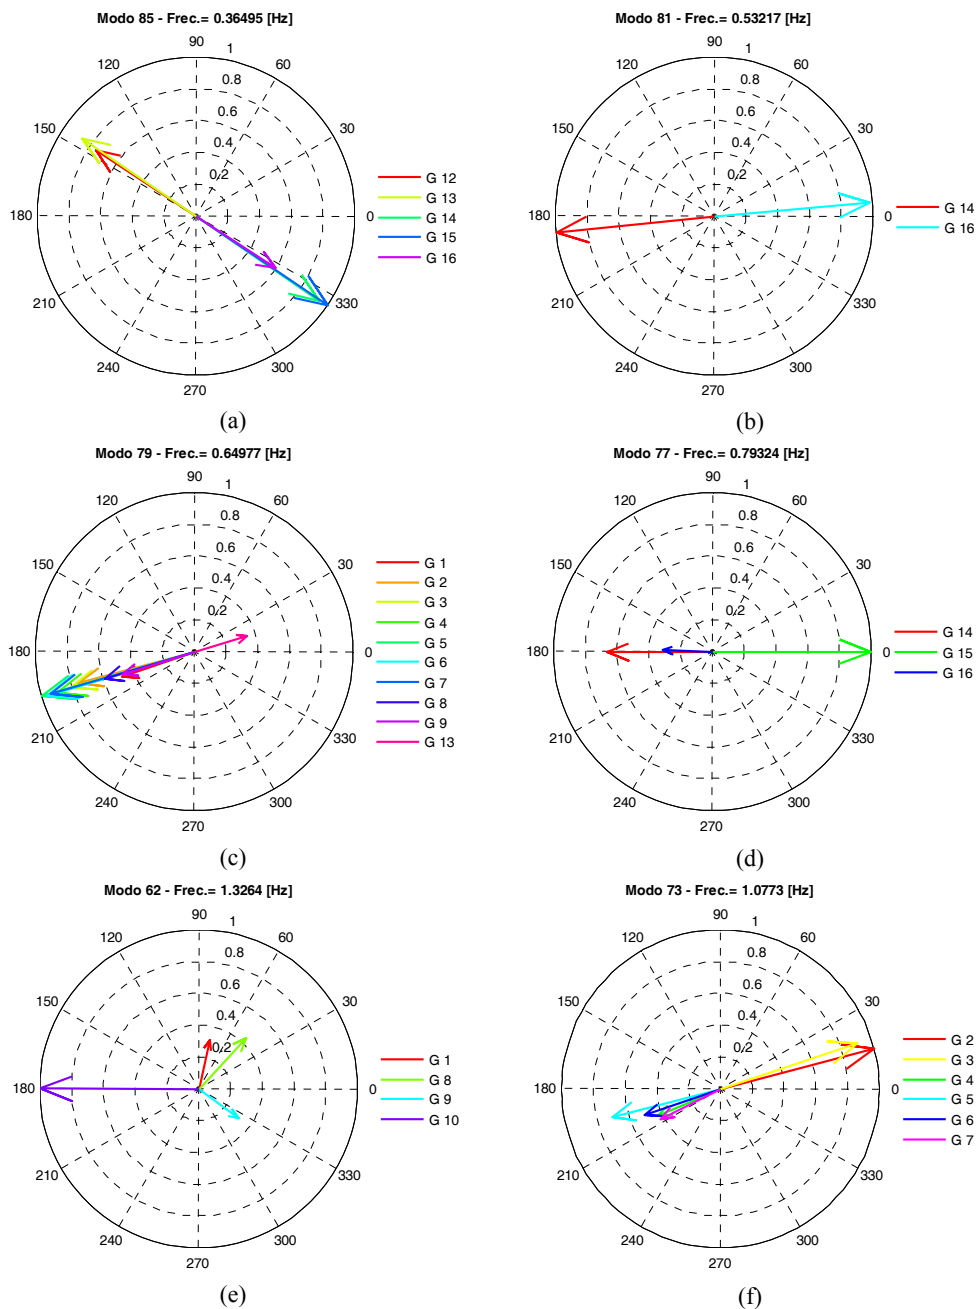 Modo 85 - Frec.= 0.36495 [Hz]
90
1
120
60
0.8
0.6
150
30
0.4
0.2
180
0
210
330
240
300
270
G 12
G 13
G 14
G 15
G 16
(a)
Modo 81 - Frec.= 0.53217 [Hz]
90
1
120
60
0.8
0.6
150
30
0.4
0.2
180
0
210
330
240
300
270
G 14
G 16
(b)
Modo 79 - Frec.= 0.64977 [Hz]
90
1
120
60
0.8
0.6
150
30
0.4
0.2
180
0
210
330
240
300
270
G 1
G 2
G 3
G 4
G 5
G 6
G 7
G 8
G 9
G 13
(c)
Modo 77 - Frec.= 0.79324 [Hz]
90
1
120
60
0.8
0.6
150
30
0.4
0.2
180
0
210
330
240
300
270
G 14
G 15
G 16
(d)
Modo 62 - Frec.= 1.3264 [Hz]
90
1
120
60
0.8
0.6
150
30
0.4
0.2
180
0
210
330
240
300
270
G 1
G 8
G 9
G 10
(e)
Modo 73 - Frec.= 1.0773 [Hz]
90
1
120
60
0.8
0.6
150
30
0.4
0.2
180
0
210
330
240
300
270
G 2
G 3
G 4
G 5
G 6
G 7
(f)